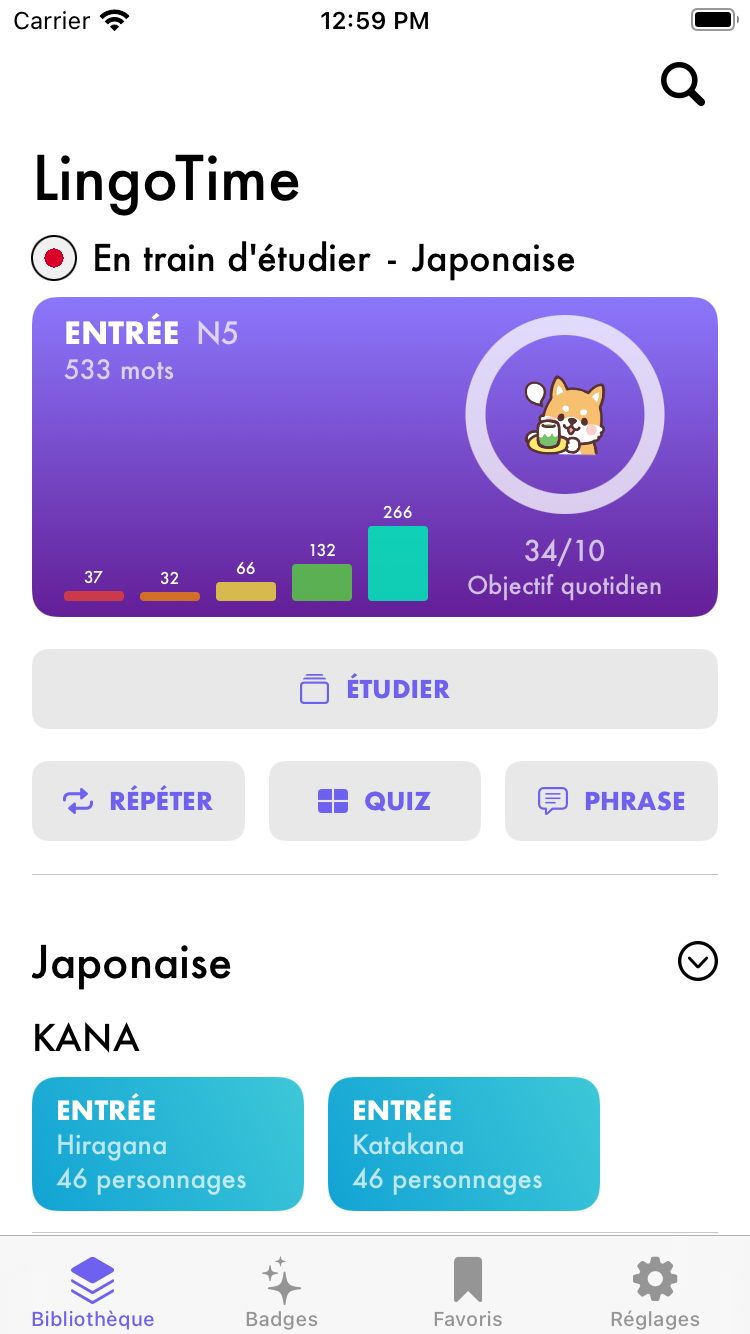 Carrier 12:59 PM
LingoTime
En train d'étudier - Japonaise
ENTRÉE N5
533 mots
37
32
66
132
266
34/10
Objectif quotidien
ÉTUDIER
RÉPÉTER
QUIZ
PHRASE
Japonaise
KANA
ENTRÉE
Hiragana
46 personnages
ENTRÉE
Katakana
46 personnages
Bibliothèque
Badges
Favoris
Réglages